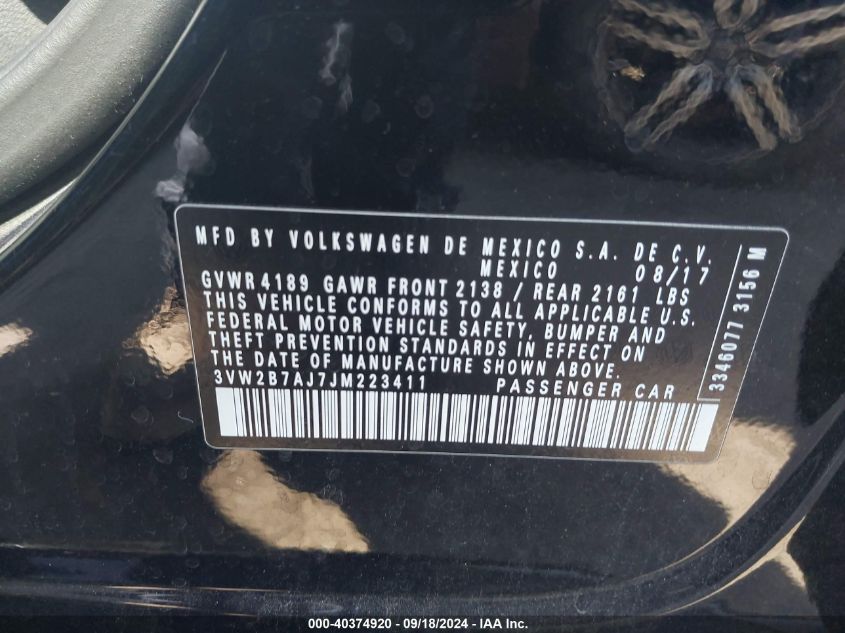 MFD BY VOLKSWAGEN DE MEXICO S.A. DE C.V.
MEXICO 08/17
GVWR 4189 GAWR FRONT 2138 / REAR 2161 LBS
THIS VEHICLE CONFORMS TO ALL APPLICABLE U.S.
FEDERAL MOTOR VEHICLE SAFETY, BUMPER AND
THEFT PREVENTION STANDARDS IN EFFECT ON
THE DATE OF MANUFACTURE SHOWN ABOVE.
3VW2B7AJ7JM223411 PASSENGER CAR
3346077 3156 M
000-40374920 - 09/18/2024 - IAA Inc.